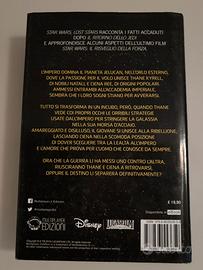 STAR WARS. LOST STARS RACCONTA I FATTI ACCADUTI
DOPO IL RITORNO DELLO JEDI
E APPROFONDISCE ALCUNI ASPETTI DELL'ULTIMO FILM
STAR WARS. IL RISVEGLIO DELLA FORZA.
L'IMPERO DOMINA IL PIANETA JELUCAN, NELL'ORLO ESTERNO,
DOVE LA PASSIONE PER IL VOLO UNISCE THANE KYRELL,
DI NOBILI NATALI, E CIENA REE, DI ORIGINI POPOLARI.
AMMESSI ENTRAMBI ALL'ACCADEMIA IMPERIALE,
SEMBRA CHE I LORO SOGNI STIANO PER AVVERARSI.
TUTTO SI TRASFORMA IN UN INCUBO, PERÒ, QUANDO THANE
VEDE COI PROPRI OCCHI LE ORRIBILI STRATEGIE
USATE DALL'IMPERO PER STRINGERE LA GALASSIA
NELLA SUA MORSA D'ACCIAIO.
AMAREGGIATO E DISILLUSO, IL GIOVANE SI UNISCE ALLA RIBELLIONE,
LASCIANDO CIENA NELLA SCOMODA POSIZIONE
DI DOVER SCEGLIERE TRA LA LEALTÀ ALL'IMPERO
E L'AMORE CHE PROVA PER L'UOMO CHE CONOSCE DA SEMPRE.
ORA CHE LA GUERRA LI HA MESSI UNO CONTRO L'ALTRA,
RIUSCIRANNO THANE E CIENA A RITROVARSI,
OPPURE IL DESTINO LI SEPARERÀ DEFINITIVAMENTE?
Disponibile in eBook
MULTIPLAYER
EDIZIONI
Disney
LUCASFILM